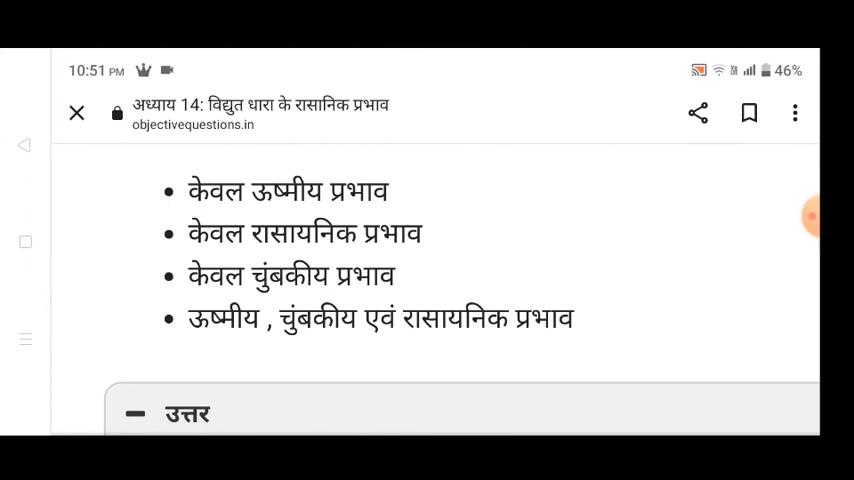 10:51 PM 46%
अध्याय 14: विद्युत धारा के रासानिक प्रभाव
objectivequestions.in
• केवल ऊष्मीय प्रभाव
• केवल रासायनिक प्रभाव
• केवल चुंबकीय प्रभाव
• ऊष्मीय , चुंबकीय एवं रासायनिक प्रभाव
उत्तर